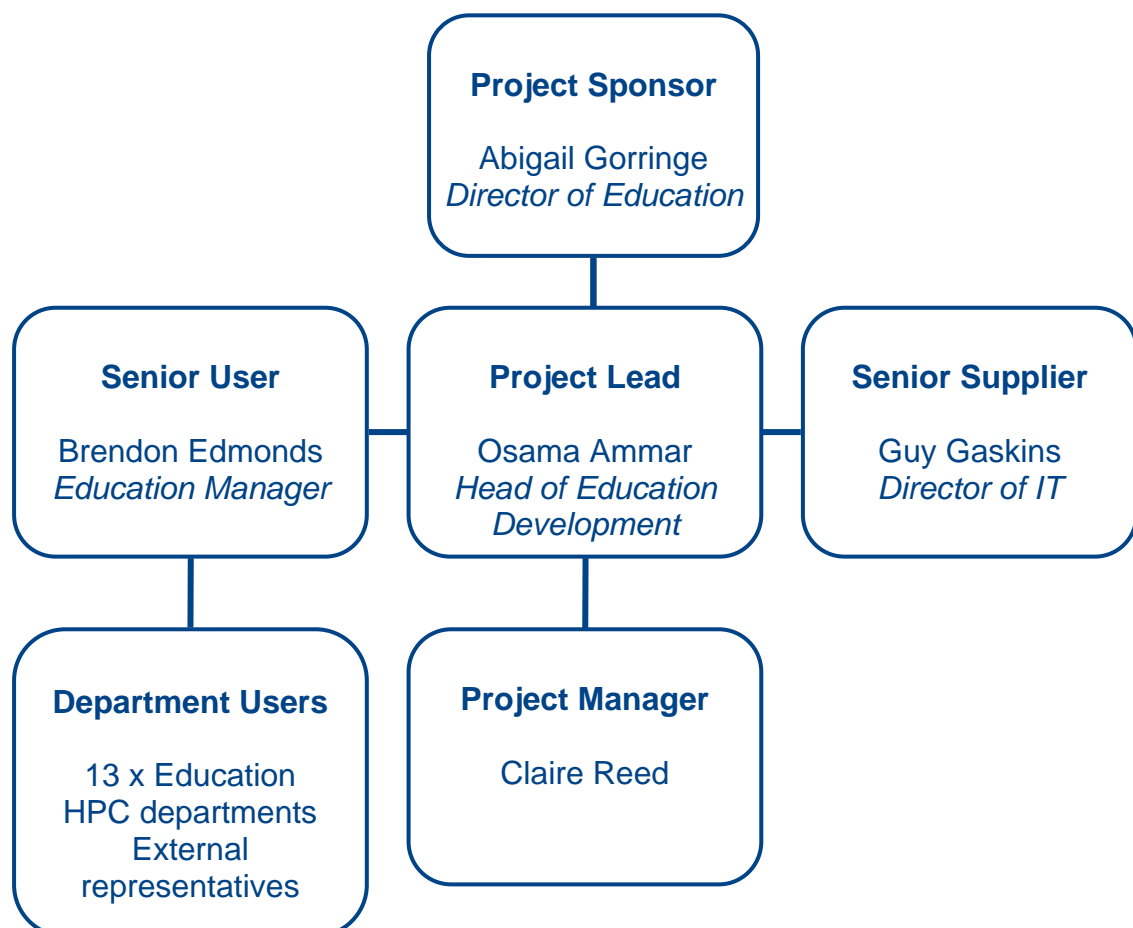 Project Sponsor
Abigail Gorringe
Director of Education
Senior User
Brendon Edmonds
Education Manager
Project Lead
Osama Ammar
Head of Education
Development
Senior Supplier
Guy Gaskins
Director of IT
Department Users
13 x Education
HPC departments
External
representatives
Project Manager
Claire Reed